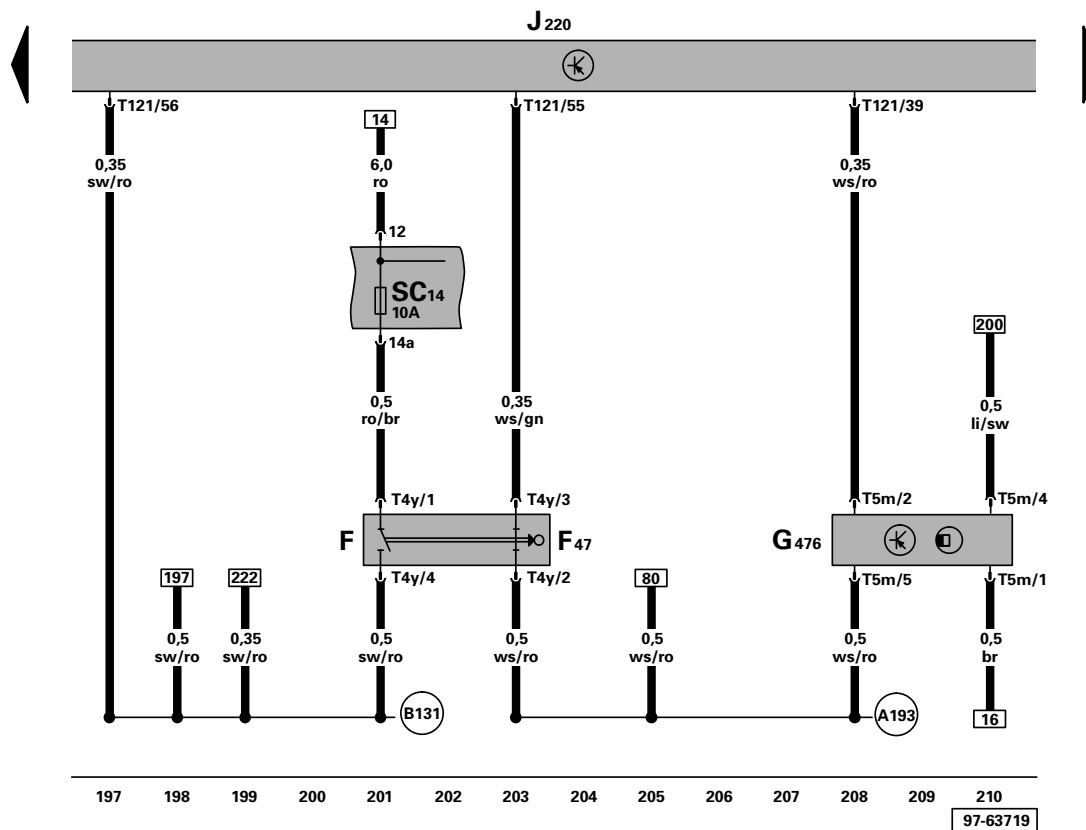 J 220
T121/56
14
T121/55
T121/39
0,35
sw/ro
6,0
ro
0,35
ws/ro
12
SC 14
10A
14a
200
0,5
ro/br
0,35
ws/gn
0,5
li/sw
T4y/1
T4y/3
T5m/2
T5m/4
F
F 47
G 476
197
222
T4y/4
T4y/2
80
T5m/5
T5m/1
0,5
sw/ro
0,35
sw/ro
0,5
sw/ro
0,5
ws/ro
0,5
ws/ro
0,5
ws/ro
0,5
br
B131
A193
16
197 198 199 200 201 202 203 204 205 206 207 208 209 210
97-63719